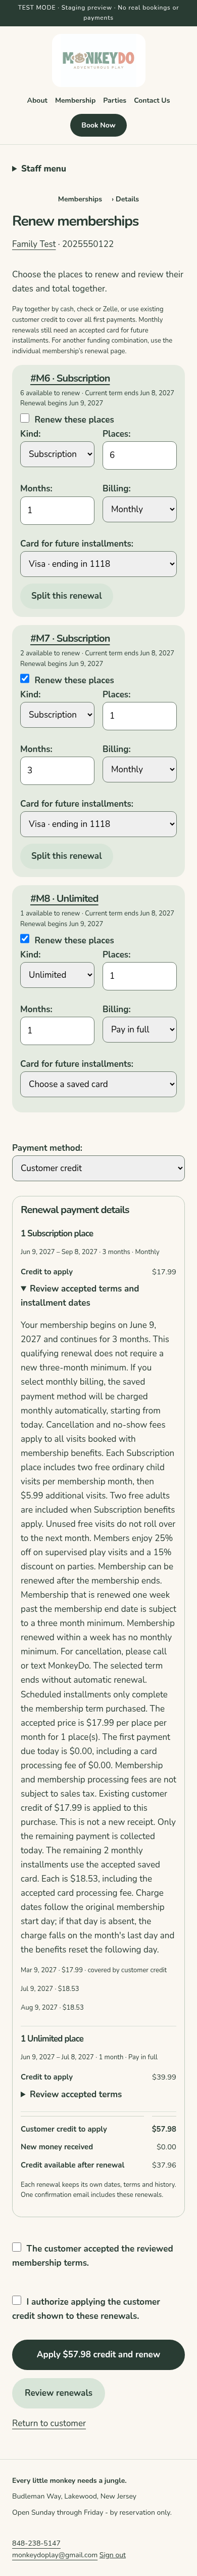 TEST MODE · Staging preview · No real bookings or
payments
MONKEYDO
ADVENTUROUS PLAY
About Membership Parties Contact Us
Book Now
Staff menu
Memberships › Details
Renew memberships
Family Test · 2025550122
Choose the places to renew and review their
dates and total together.
Pay together by cash, check or Zelle, or use existing
customer credit to cover all first payments. Monthly
renewals still need an accepted card for future
installments. For another funding combination, use the
individual membership's renewal page.
#M6 · Subscription
6 available to renew · Current term ends Jun 8, 2027
Renewal begins Jun 9, 2027
Renew these places
Kind: Places:
Subscription 6
Months: Billing:
1 Monthly
Card for future installments:
Visa · ending in 1118
Split this renewal
#M7 · Subscription
2 available to renew · Current term ends Jun 8, 2027
Renewal begins Jun 9, 2027
Renew these places
Kind: Places:
Subscription 1
Months: Billing:
3 Monthly
Card for future installments:
Visa · ending in 1118
Split this renewal
#M8 · Unlimited
1 available to renew · Current term ends Jun 8, 2027
Renewal begins Jun 9, 2027
Renew these places
Kind: Places:
Unlimited 1
Months: Billing:
1 Pay in full
Card for future installments:
Choose a saved card
Payment method:
Customer credit
Renewal payment details
1 Subscription place
Jun 9, 2027 – Sep 8, 2027 · 3 months · Monthly
Credit to apply $17.99
Review accepted terms and
installment dates
Your membership begins on June 9,
2027 and continues for 3 months. This
qualifying renewal does not require a
new three-month minimum. If you
select monthly billing, the saved
payment method will be charged
monthly automatically, starting from
today. Cancellation and no-show fees
apply to all visits booked with
membership benefits. Each Subscription
place includes two free ordinary child
visits per membership month, then
$5.99 additional visits. Two free adults
are included when Subscription benefits
apply. Unused free visits do not roll over
to the next month. Members enjoy 25%
off on supervised play visits and a 15%
discount on parties. Membership can be
renewed after the membership ends.
Membership that is renewed one week
past the membership end date is subject
to a three month minimum. Membership
renewed within a week has no monthly
minimum. For cancellation, please call
or text MonkeyDo. The selected term
ends without automatic renewal.
Scheduled installments only complete
the membership term purchased. The
accepted price is $17.99 per place per
month for 1 place(s). The first payment
due today is $0.00, including a card
processing fee of $0.00. Membership
and membership processing fees are not
subject to sales tax. Existing customer
credit of $17.99 is applied to this
purchase. This is not a new receipt. Only
the remaining payment is collected
today. The remaining 2 monthly
installments use the accepted saved
card. Each is $18.53, including the
accepted card processing fee. Charge
dates follow the original membership
start day; if that day is absent, the
charge falls on the month's last day and
the benefits reset the following day.
Mar 9, 2027 · $17.99 · covered by customer credit
Jul 9, 2027 · $18.53
Aug 9, 2027 · $18.53
1 Unlimited place
Jun 9, 2027 – Jul 8, 2027 · 1 month · Pay in full
Credit to apply $39.99
Review accepted terms
Customer credit to apply $57.98
New money received $0.00
Credit available after renewal $37.96
Each renewal keeps its own dates, terms and history.
One confirmation email includes these renewals.
The customer accepted the reviewed
membership terms.
I authorize applying the customer
credit shown to these renewals.
Apply $57.98 credit and renew
Review renewals
Return to customer
Every little monkey needs a jungle.
Budleman Way, Lakewood, New Jersey
Open Sunday through Friday - by reservation only.
848-238-5147
monkeydoplay@gmail.com Sign out